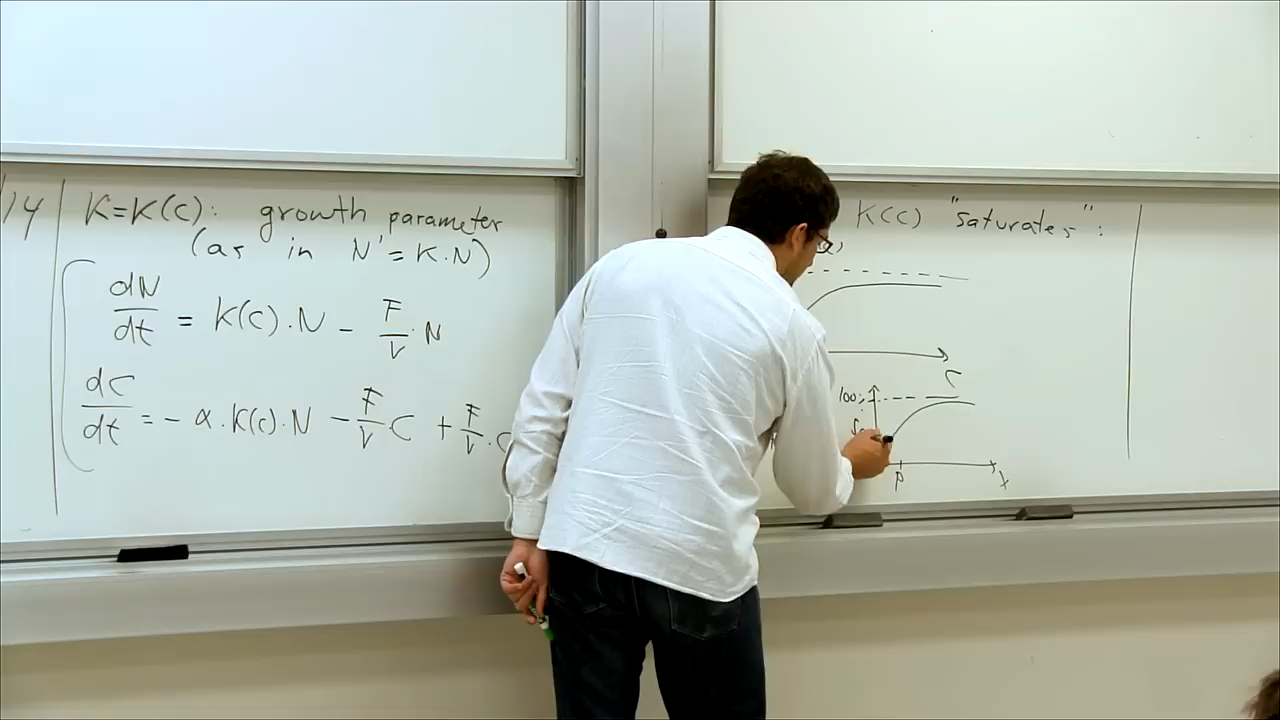 14
K=K(C): growth parameter
(as in N'=K.N)
dN/dt = K(C).N - F/V.N
dC/dt = - α.K(C).N - F/V.C + F/V.C
K(C) "saturates":
C
100%
p
x